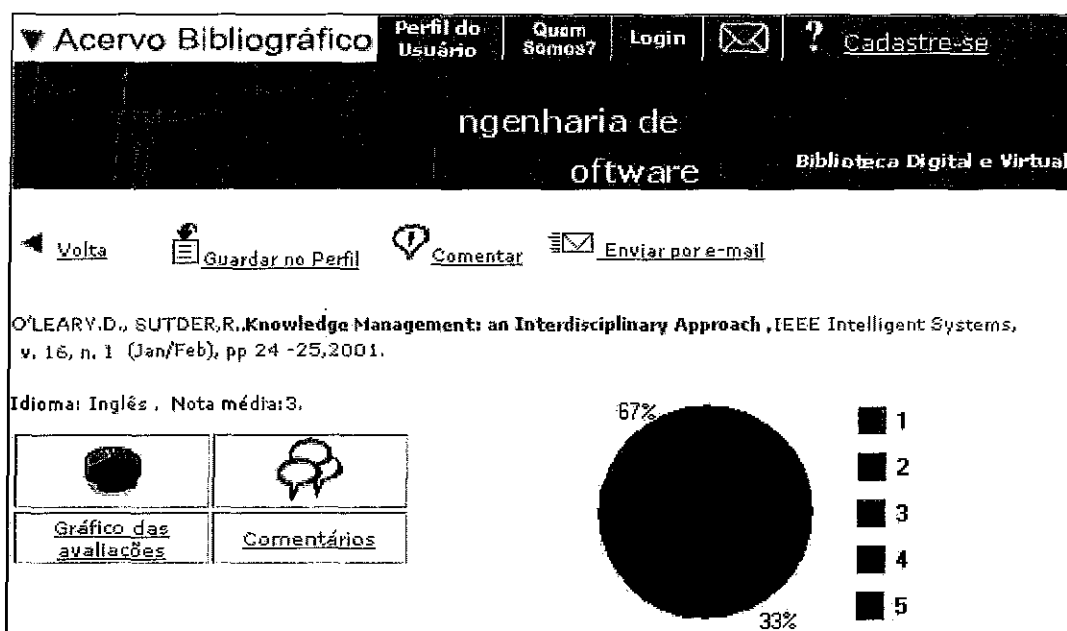 ▼ Acervo Bibliográfico Perfil do Usuário Quem Somos? Login ? Cadastre-se
ngenharia de
oftware
Biblioteca Digital e Virtual
Volta Guardar no Perfil Comentar Enviar por e-mail
O'LEARY.D., SUTDER,R.,Knowledge Management: an Interdisciplinary Approach ,IEEE Intelligent Systems,
v. 16, n. 1 (Jan/Feb), pp 24 -25,2001.
Idioma: Inglês , Nota média:3.
Gráfico das avaliações
Comentários
67%
33%
1
2
3
4
5